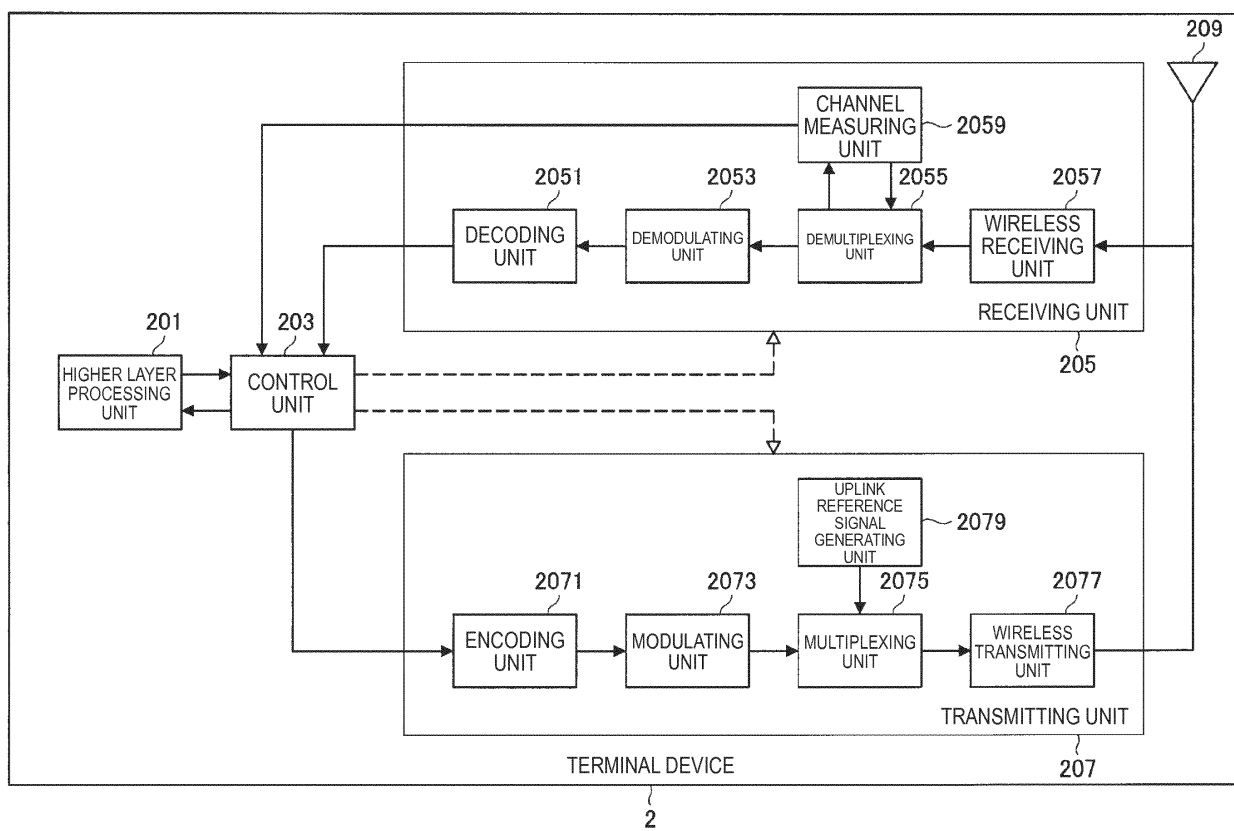 209
CHANNEL
MEASURING
UNIT
2059
2051
2053
2055
2057
DECODING
UNIT
DEMODULATING
UNIT
DEMULTIPLEXING
UNIT
WIRELESS
RECEIVING
UNIT
RECEIVING UNIT
205
201
203
HIGHER LAYER
PROCESSING
UNIT
CONTROL
UNIT
UPLINK
REFERENCE
SIGNAL
GENERATING
UNIT
2079
2071
2073
2075
2077
ENCODING
UNIT
MODULATING
UNIT
MULTIPLEXING
UNIT
WIRELESS
TRANSMITTING
UNIT
TRANSMITTING UNIT
207
TERMINAL DEVICE
2